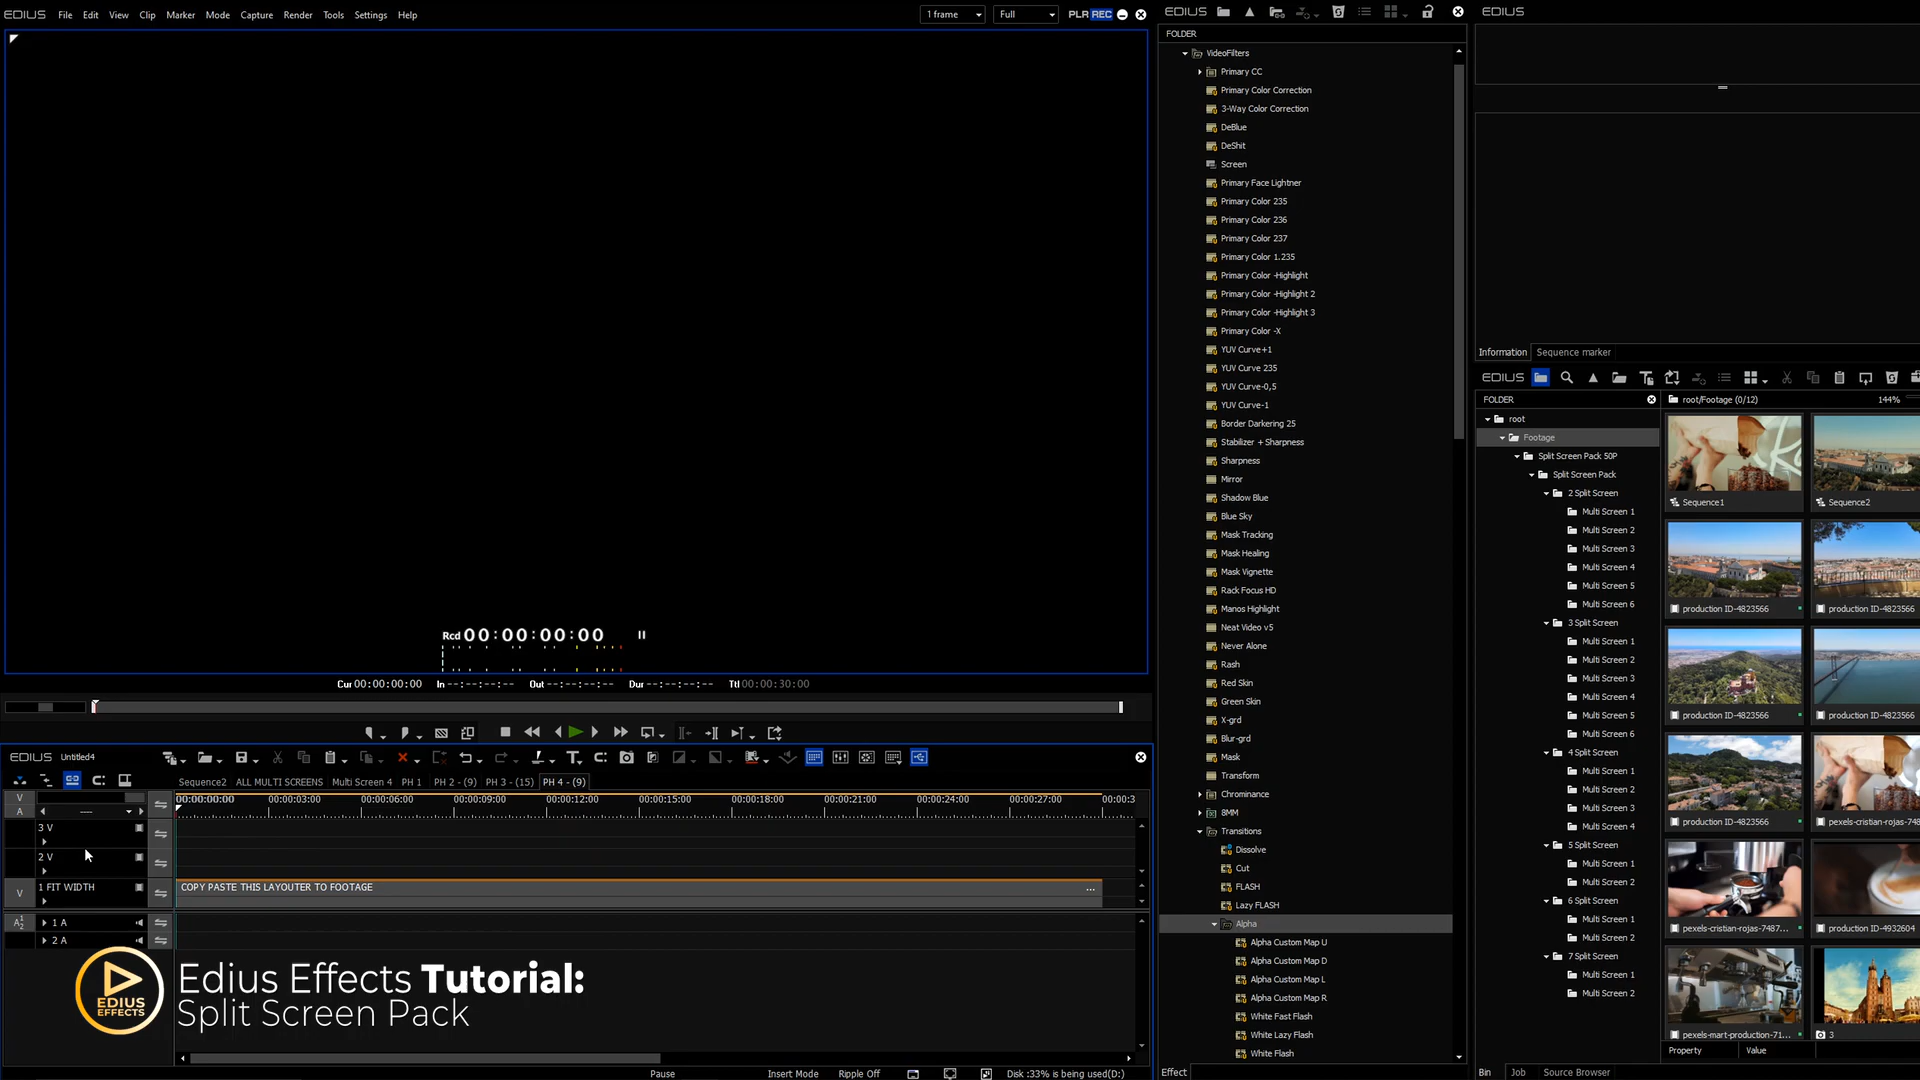 EDIUS File Edit View Clip Marker Mode Capture Render Tools Settings Help
1 frame Full PLR REC
Rcd 00:00:00:00
Cur 00:00:00:00 In --:--:--:-- Out --:--:--:-- Dur --:--:--:-- Ttl 00:00:30:00
EDIUS Untitled4
Sequence2 ALL MULTI SCREENS Multi Screen 4 PH 1 PH 2 - (9) PH 3 - (15) PH 4 - (9)
V
A
00:00:00:00 00:00:03:00 00:00:06:00 00:00:09:00 00:00:12:00 00:00:15:00 00:00:18:00 00:00:21:00 00:00:24:00 00:00:27:00 00:00:3
3 V
2 V
V 1 FIT WIDTH
COPY PASTE THIS LAYOUTER TO FOOTAGE ...
1 A
2 A
EDIUS
EFFECTS
Edius Effects Tutorial:
Split Screen Pack
Pause Insert Mode Ripple Off Disk :33% is being used(D:)
EDIUS
FOLDER
VideoFilters
Primary CC
Primary Color Correction
3-Way Color Correction
DeBlue
DeShit
Screen
Primary Face Lightner
Primary Color 235
Primary Color 236
Primary Color 237
Primary Color 1.235
Primary Color -Highlight
Primary Color -Highlight 2
Primary Color -Highlight 3
Primary Color -X
YUV Curve+1
YUV Curve 235
YUV Curve-0,5
YUV Curve-1
Border Darkering 25
Stabilizer + Sharpness
Sharpness
Mirror
Shadow Blue
Blue Sky
Mask Tracking
Mask Healing
Mask Vignette
Rack Focus HD
Manos Highlight
Neat Video v5
Never Alone
Rash
Red Skin
Green Skin
X-grd
Blur-grd
Mask
Transform
Chrominance
8MM
Transitions
Dissolve
Cut
FLASH
Lazy FLASH
Alpha
Alpha Custom Map U
Alpha Custom Map D
Alpha Custom Map L
Alpha Custom Map R
White Fast Flash
White Lazy Flash
White Flash
Effect
EDIUS
Information Sequence marker
EDIUS
FOLDER
root
Footage
Split Screen Pack 50P
Split Screen Pack
2 Split Screen
Multi Screen 1
Multi Screen 2
Multi Screen 3
Multi Screen 4
Multi Screen 5
Multi Screen 6
3 Split Screen
Multi Screen 1
Multi Screen 2
Multi Screen 3
Multi Screen 4
Multi Screen 5
Multi Screen 6
4 Split Screen
Multi Screen 1
Multi Screen 2
Multi Screen 3
Multi Screen 4
5 Split Screen
Multi Screen 1
Multi Screen 2
6 Split Screen
Multi Screen 1
Multi Screen 2
7 Split Screen
Multi Screen 1
Multi Screen 2
root/Footage (0/12) 144%
Sequence1 Sequence2
production ID-4823566 production ID-4823566
production ID-4823566 production ID-4823566
production ID-4823566 pexels-cristian-rojas-748
pexels-cristian-rojas-7487... production ID-4932604
pexels-mart-production-71... 3
Property Value
Bin Job Source Browser